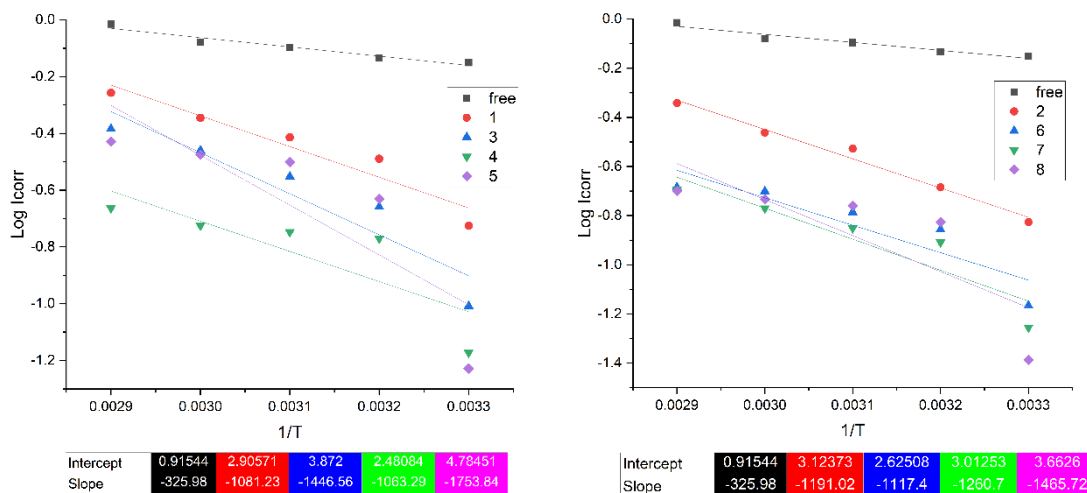 0.0
-0.2
-0.4
-0.6
-0.8
-1.0
-1.2
Log Icorr
free
1
3
4
5
0.0029 0.0030 0.0031 0.0032 0.0033
1/T
Intercept 0.91544 2.90571 3.872 2.48084 4.78451
Slope -325.98 -1081.23 -1446.56 -1063.29 -1753.84
0.0
-0.2
-0.4
-0.6
-0.8
-1.0
-1.2
-1.4
Log Icorr
free
2
6
7
8
0.0029 0.0030 0.0031 0.0032 0.0033
1/T
Intercept 0.91544 3.12373 2.62508 3.01253 3.6626
Slope -325.98 -1191.02 -1117.4 -1260.7 -1465.72